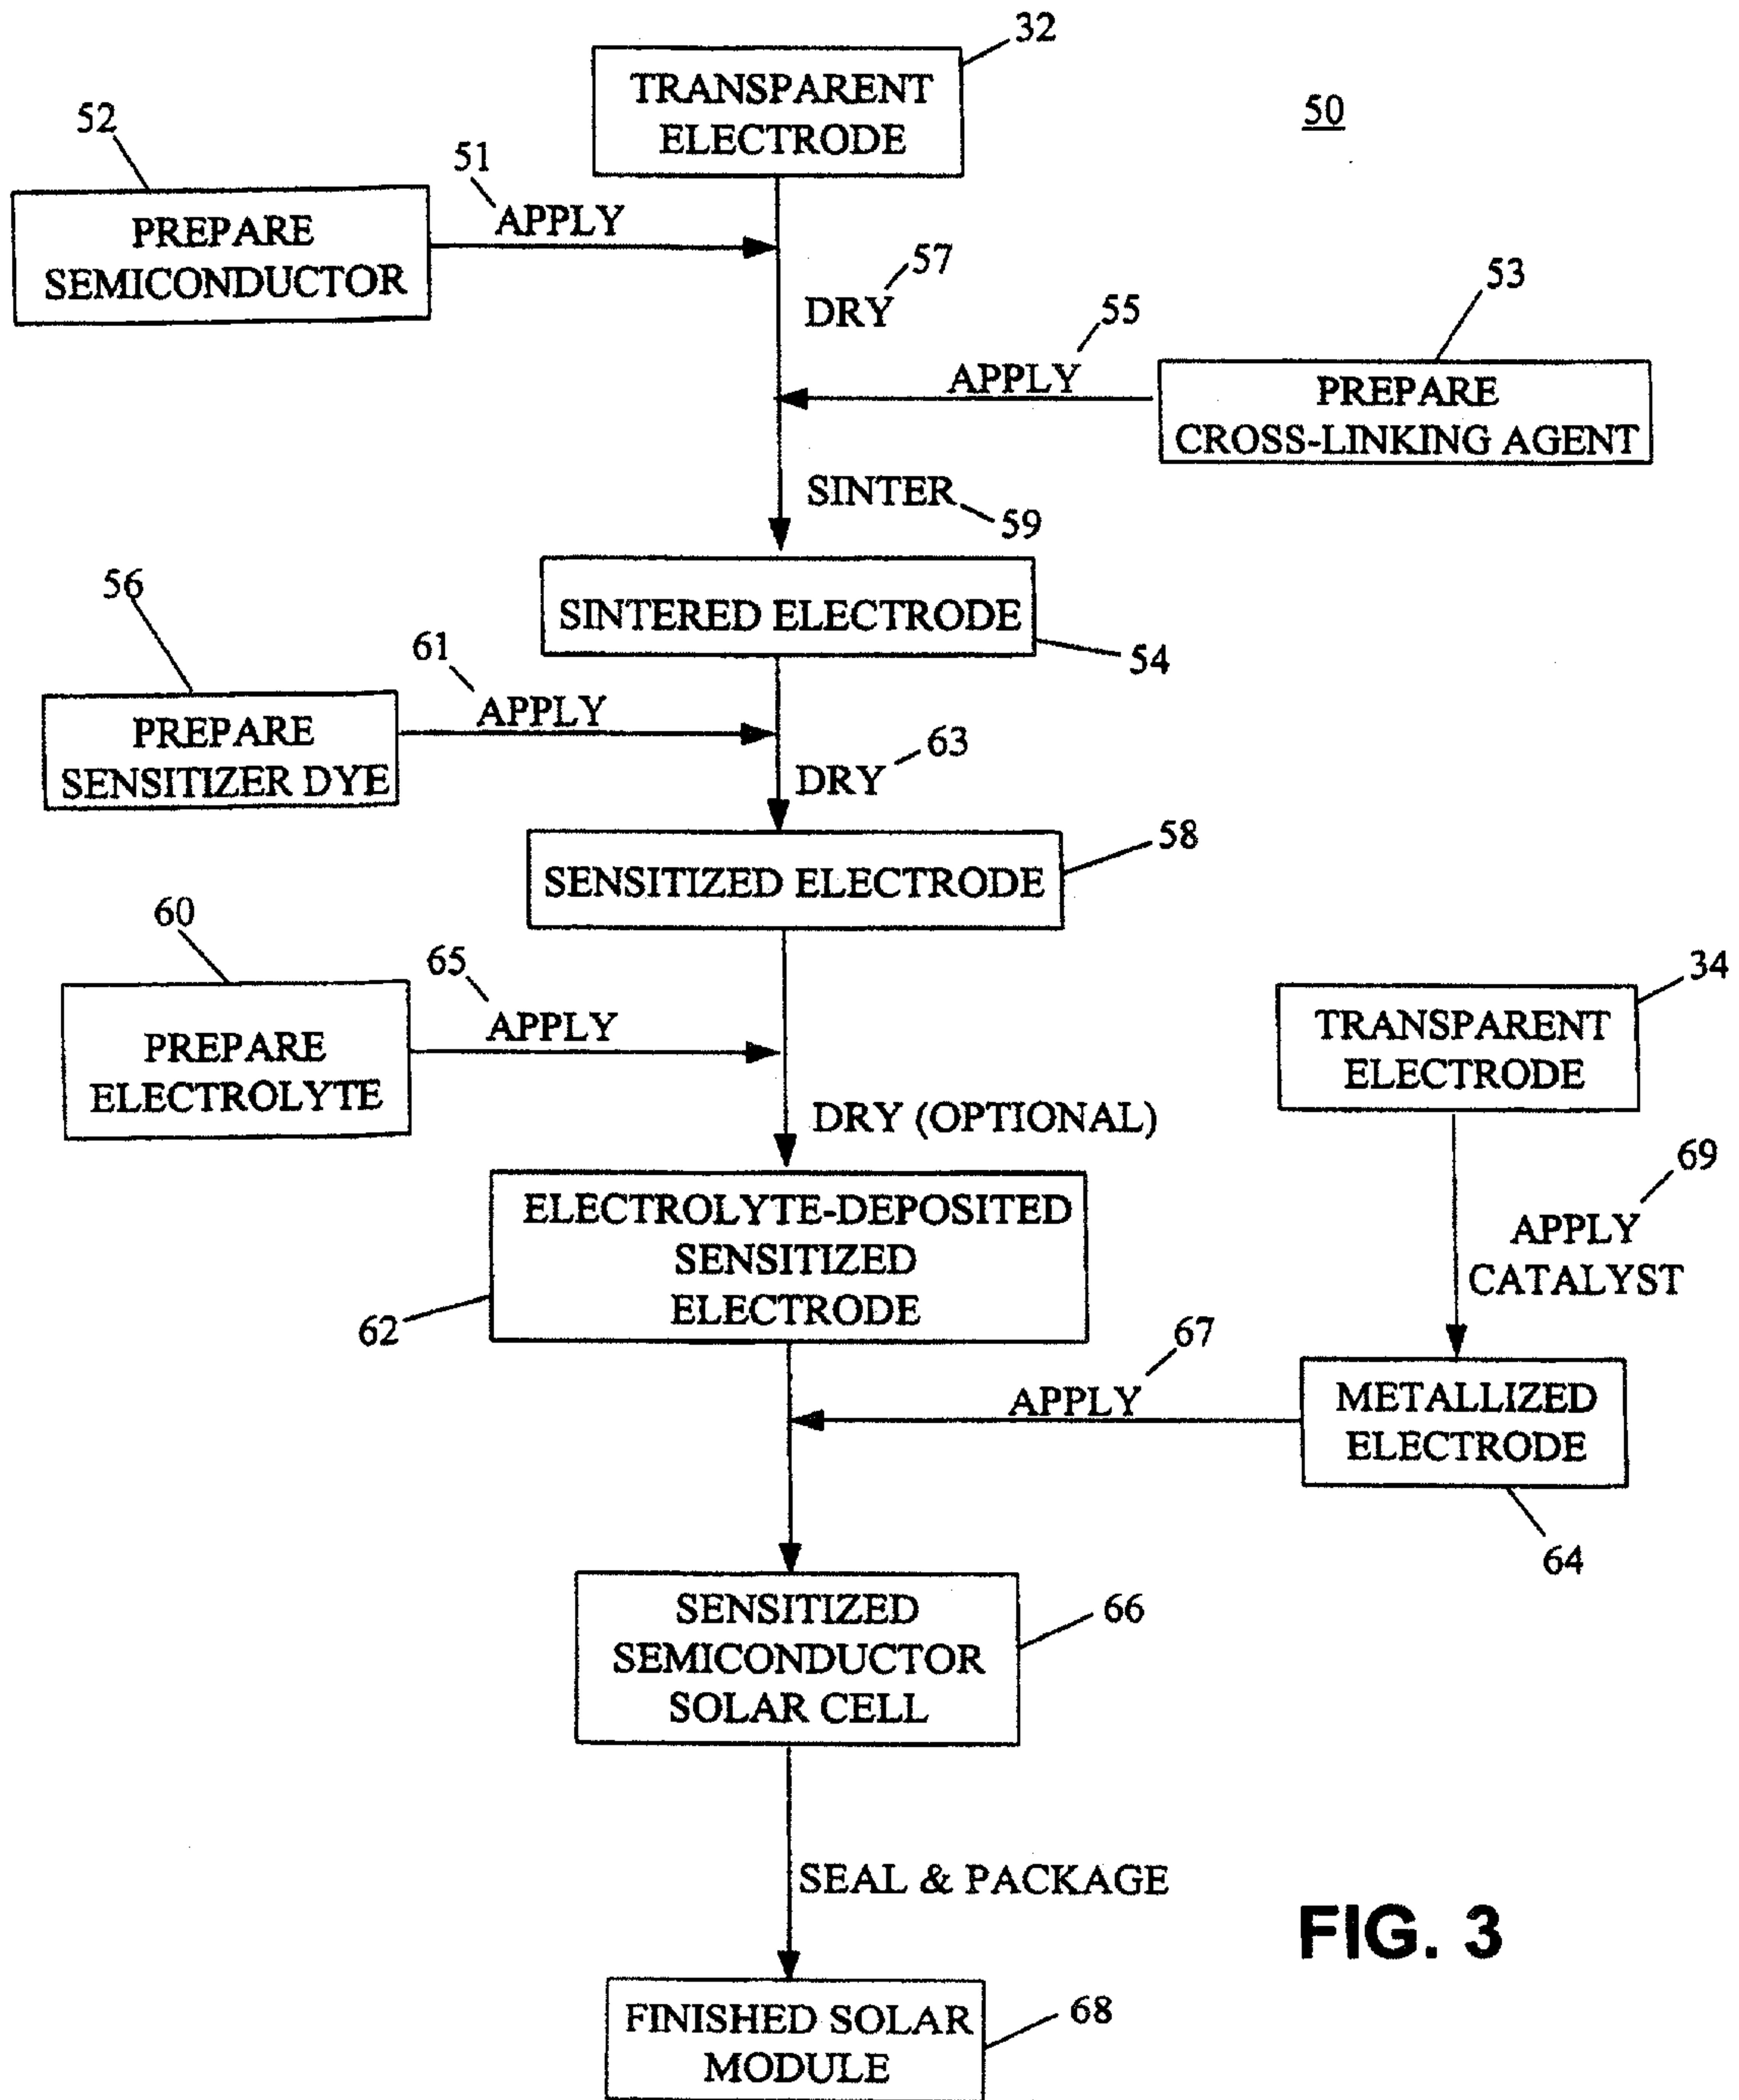 32
TRANSPARENT
ELECTRODE
50
52
51
APPLY
PREPARE
SEMICONDUCTOR
57
DRY
53
55
APPLY
PREPARE
CROSS-LINKING AGENT
SINTER
59
SINTERED ELECTRODE
54
56
61
APPLY
PREPARE
SENSITIZER DYE
63
DRY
58
SENSITIZED ELECTRODE
60
65
APPLY
PREPARE
ELECTROLYTE
34
TRANSPARENT
ELECTRODE
DRY (OPTIONAL)
69
APPLY
CATALYST
ELECTROLYTE-DEPOSITED
SENSITIZED
ELECTRODE
62
67
APPLY
METALLIZED
ELECTRODE
64
SENSITIZED
SEMICONDUCTOR
SOLAR CELL
66
SEAL & PACKAGE
FIG. 3
FINISHED SOLAR
MODULE
68